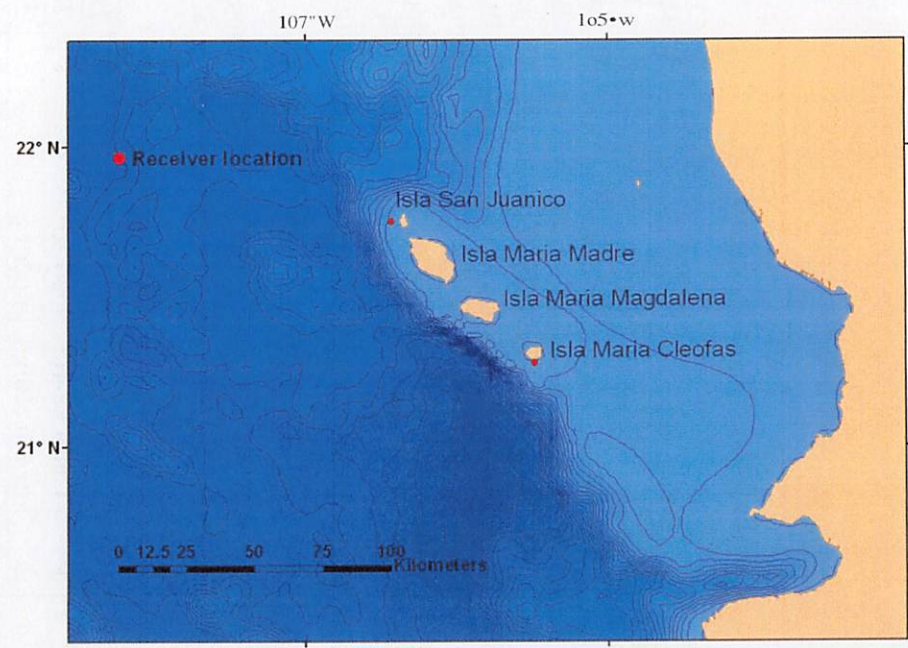 107"W 1o5•w
22° N
Receiver location
Isla San Juanico
Isla Maria Madre
Isla Maria Magdalena
Isla Maria Cleofas
21° N
0 12.5 25 50 75 100
Kilometers